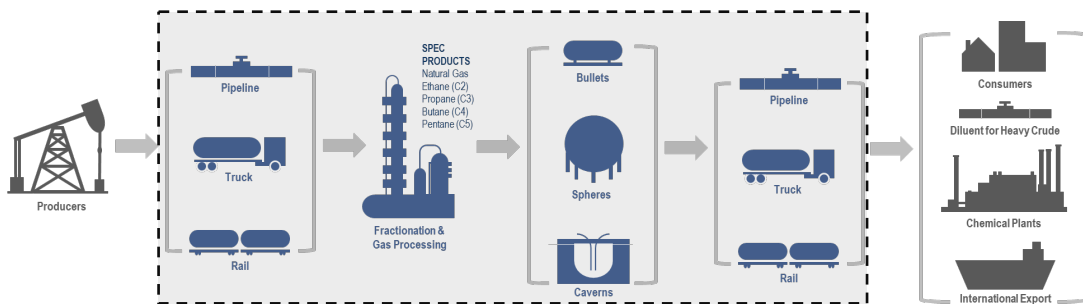 Producers
Pipeline
Truck
Rail
SPEC
PRODUCTS
Natural Gas
Ethane (C2)
Propane (C3)
Butane (C4)
Pentane (C5)
Fractionation &
Gas Processing
Bullets
Spheres
Caverns
Pipeline
Truck
Rail
Consumers
Diluent for Heavy Crude
Chemical Plants
International Export